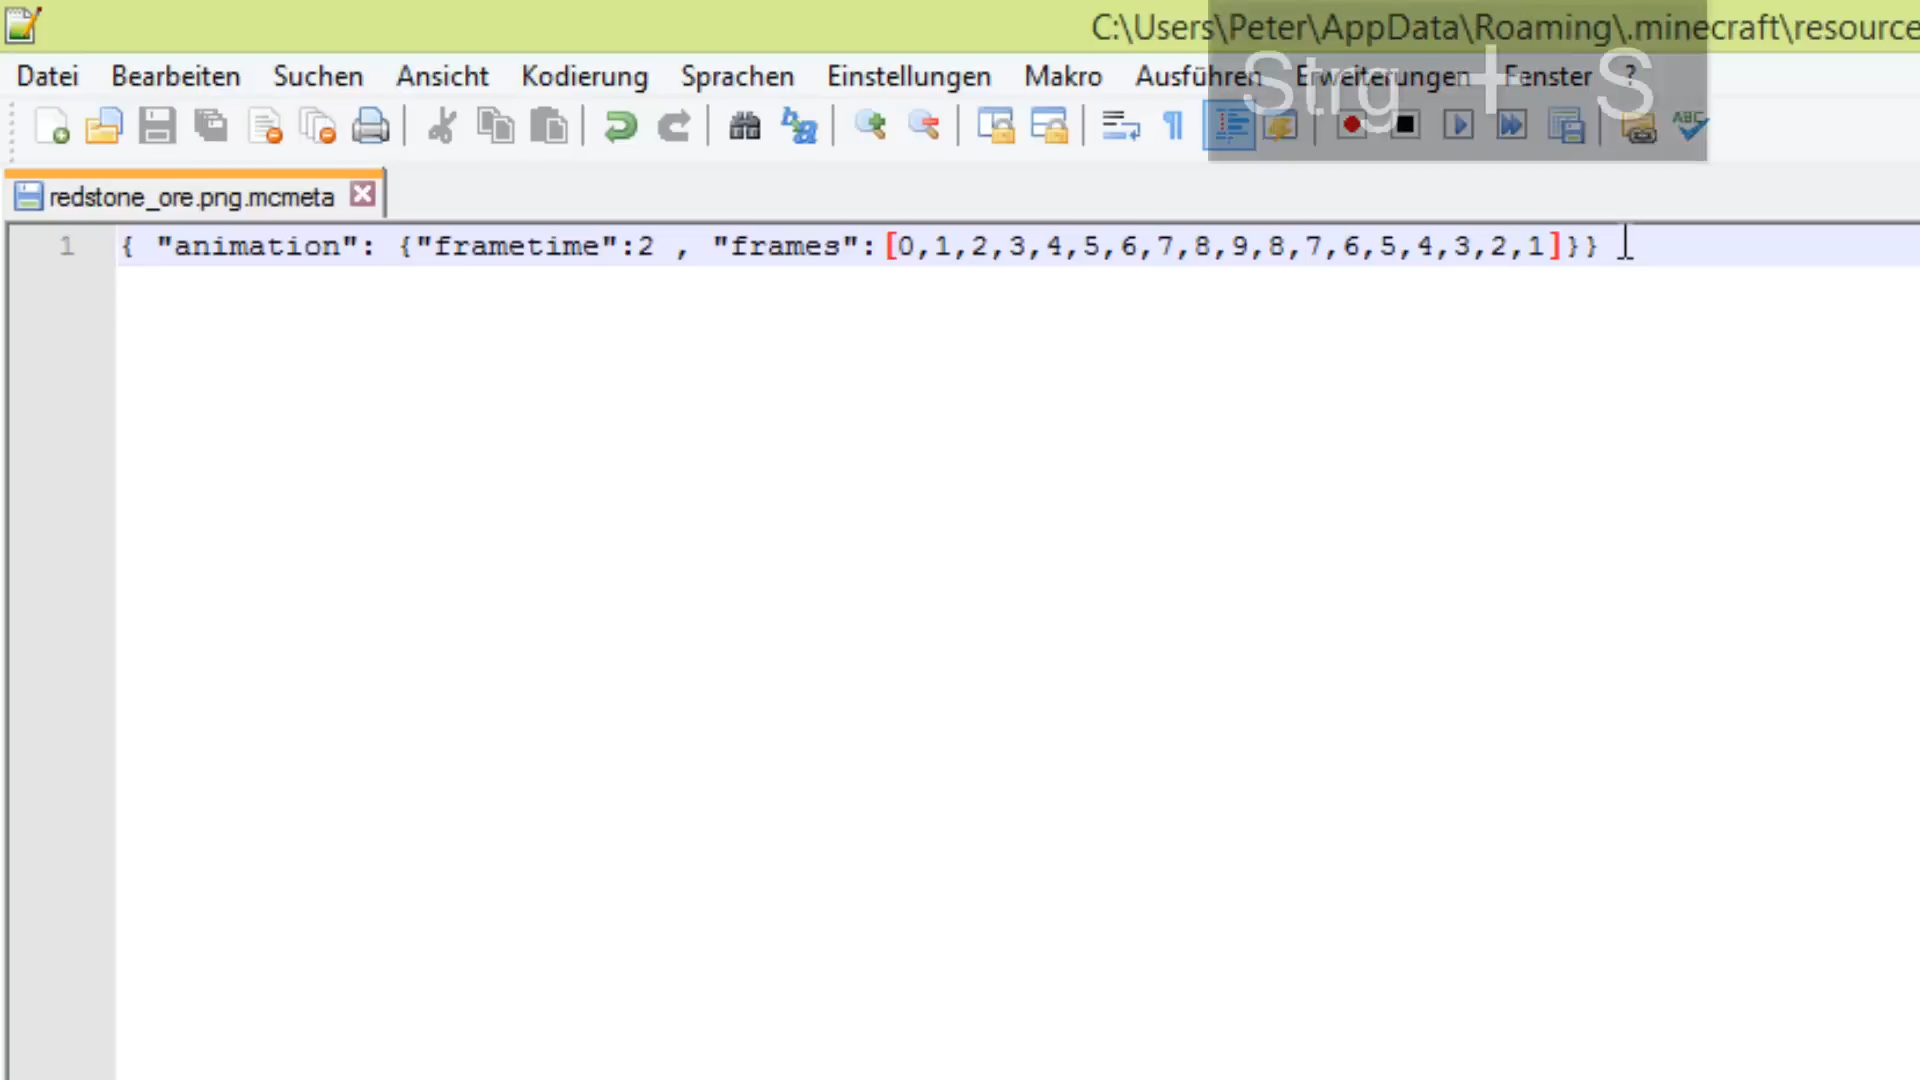 C:\Users\Peter\AppData\Roaming\.minecraft\resource
Datei Bearbeiten Suchen Ansicht Kodierung Sprachen Einstellungen Makro Ausführen Erweiterungen Fenster ?
Strg + S
redstone_ore.png.mcmeta
1 { "animation": {"frametime":2 , "frames":[0,1,2,3,4,5,6,7,8,9,8,7,6,5,4,3,2,1]}}